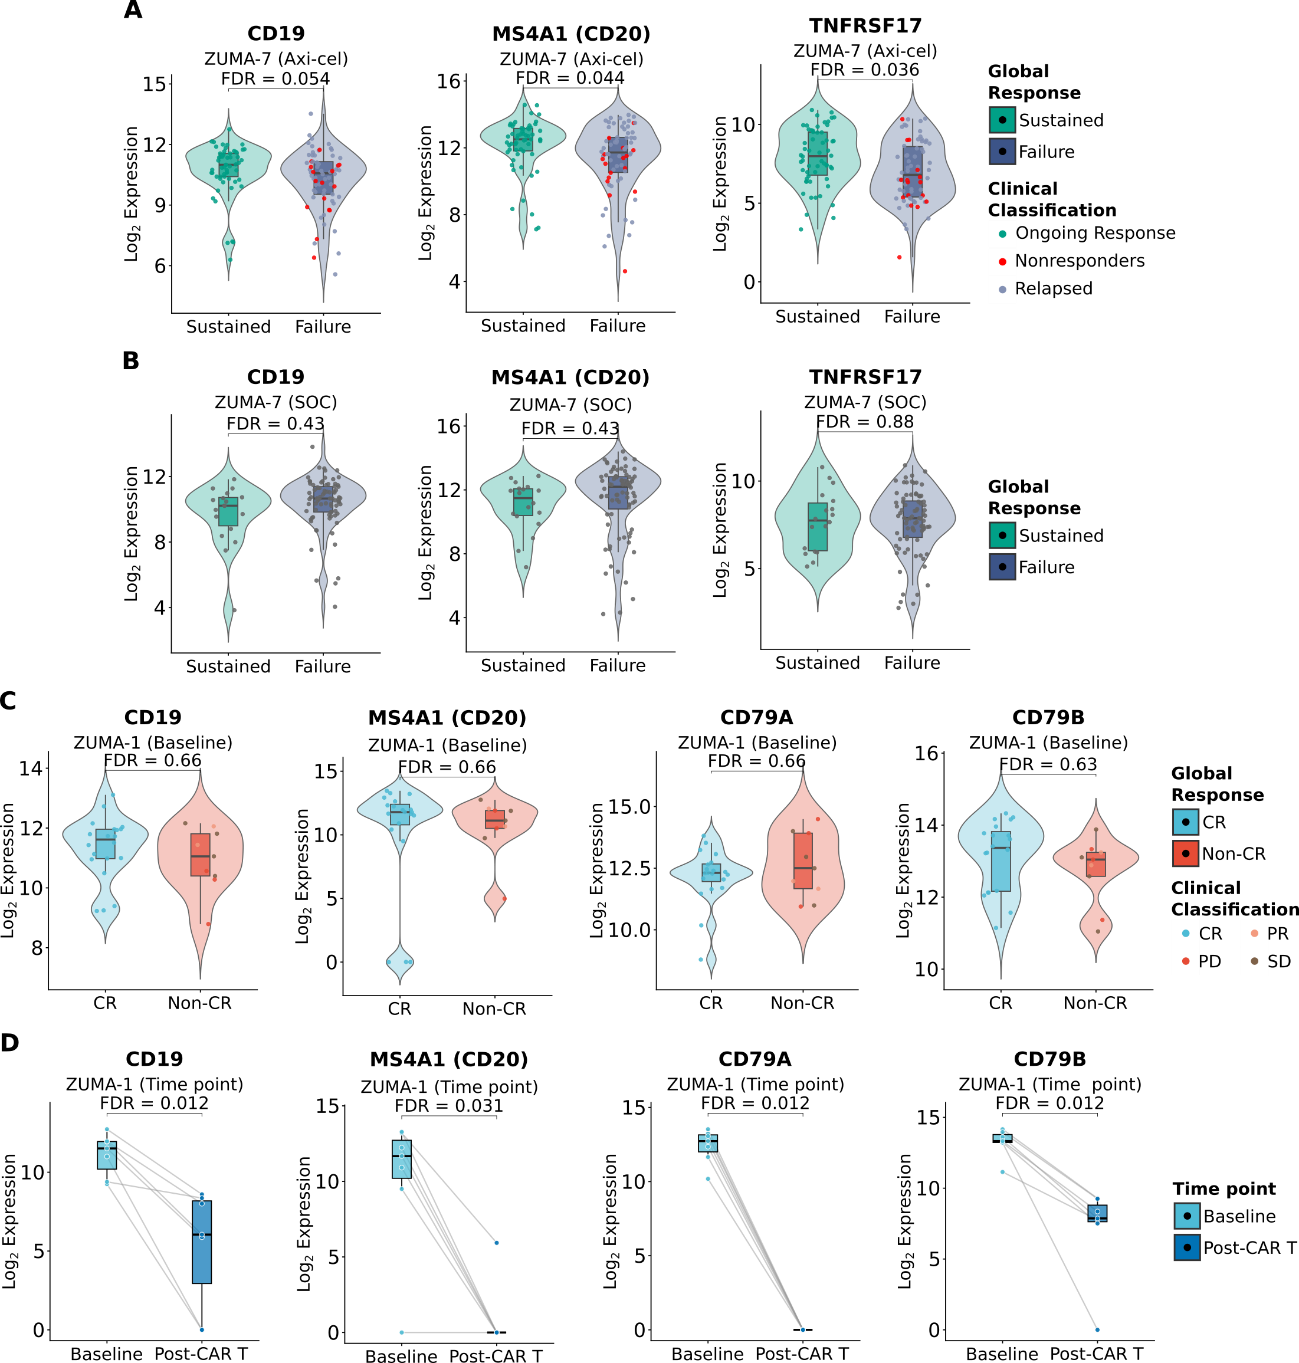 A
CD19
ZUMA-7 (Axi-cel)
FDR = 0.054
Log2 Expression
15
12
9
6
Sustained
Failure
MS4A1 (CD20)
ZUMA-7 (Axi-cel)
FDR = 0.044
Log2 Expression
16
12
8
4
Sustained
Failure
TNFRSF17
ZUMA-7 (Axi-cel)
FDR = 0.036
Log2 Expression
10
5
0
Sustained
Failure
Global
Response
Sustained
Failure
Clinical
Classification
Ongoing Response
Nonresponders
Relapsed
B
CD19
ZUMA-7 (SOC)
FDR = 0.43
Log2 Expression
12
8
4
Sustained
Failure
MS4A1 (CD20)
ZUMA-7 (SOC)
FDR = 0.43
Log2 Expression
16
12
8
4
Sustained
Failure
TNFRSF17
ZUMA-7 (SOC)
FDR = 0.88
Log2 Expression
10
5
Sustained
Failure
Global
Response
Sustained
Failure
C
CD19
ZUMA-1 (Baseline)
FDR = 0.66
Log2 Expression
14
12
10
8
CR
Non-CR
MS4A1 (CD20)
ZUMA-1 (Baseline)
FDR = 0.66
Log2 Expression
15
10
5
0
CR
Non-CR
CD79A
ZUMA-1 (Baseline)
FDR = 0.66
Log2 Expression
15.0
12.5
10.0
CR
Non-CR
CD79B
ZUMA-1 (Baseline)
FDR = 0.63
Log2 Expression
16
14
12
10
CR
Non-CR
Global
Response
CR
Non-CR
Clinical
Classification
CR
PR
PD
SD
D
CD19
ZUMA-1 (Time point)
FDR = 0.012
Log2 Expression
10
5
0
Baseline
Post-CAR T
MS4A1 (CD20)
ZUMA-1 (Time point)
FDR = 0.031
Log2 Expression
15
10
5
0
Baseline
Post-CAR T
CD79A
ZUMA-1 (Time point)
FDR = 0.012
Log2 Expression
15
10
5
0
Baseline
Post-CAR T
CD79B
ZUMA-1 (Time point)
FDR = 0.012
Log2 Expression
15
10
5
0
Baseline
Post-CAR T
Time point
Baseline
Post-CAR T